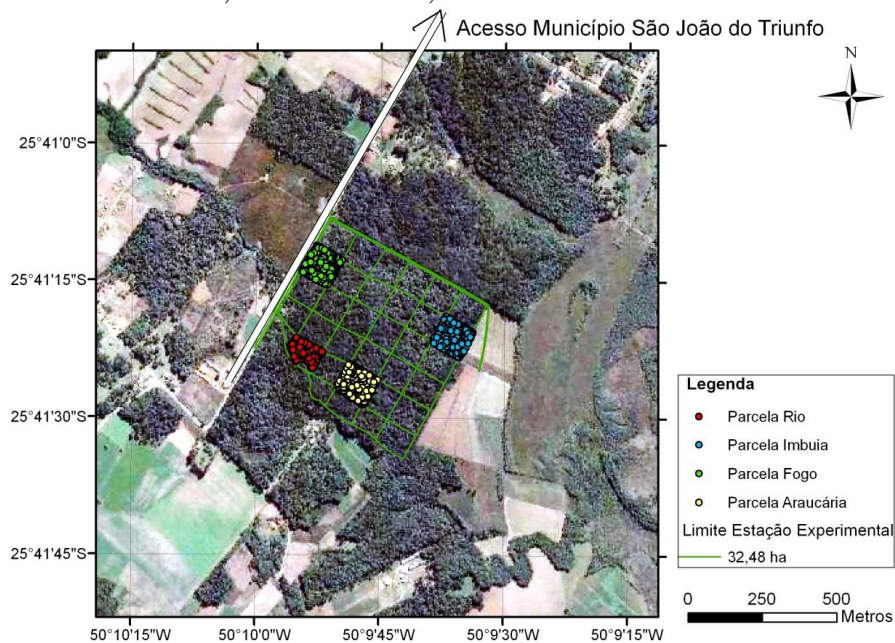 Acesso Município São João do Triunfo
N
25°41'0"S
25°41'15"S
25°41'30"S
25°41'45"S
50°10'15"W
50°10'0"W
50°9'45"W
50°9'30"W
50°9'15"W
Legenda
Parcela Rio
Parcela Imbuia
Parcela Fogo
Parcela Araucária
Limite Estação Experimental
32,48 ha
0 250 500
Metros